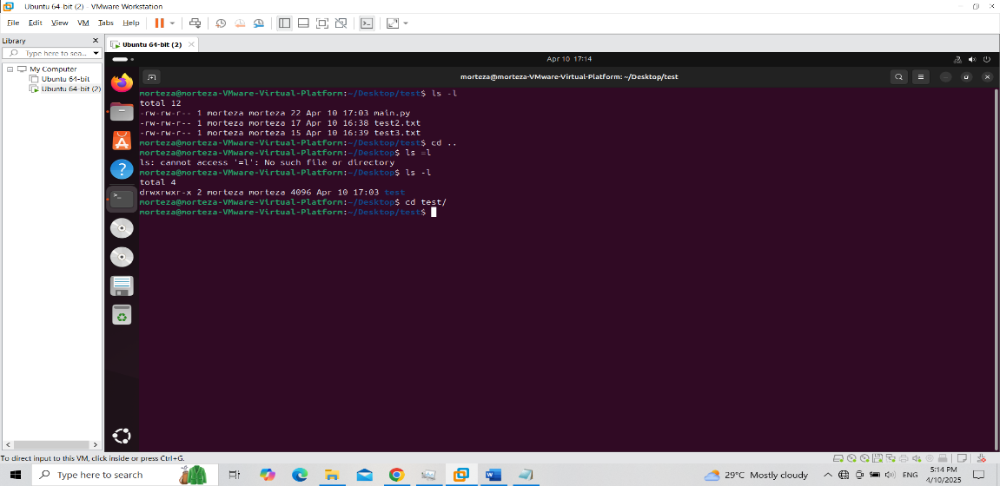 Ubuntu 64-bit (2) - VMware Workstation
File Edit View VM Tabs Help
Library
Type here to sea...
My Computer
Ubuntu 64-bit
Ubuntu 64-bit (2)
Ubuntu 64-bit (2)
Apr 10 17:14
morteza@morteza-VMware-Virtual-Platform: ~/Desktop/test
morteza@morteza-VMware-Virtual-Platform:~/Desktop/test$ ls -l
total 12
-rw-rw-r-- 1 morteza morteza 22 Apr 10 17:03 main.py
-rw-rw-r-- 1 morteza morteza 17 Apr 10 16:38 test2.txt
-rw-rw-r-- 1 morteza morteza 15 Apr 10 16:39 test3.txt
morteza@morteza-VMware-Virtual-Platform:~/Desktop/test$ cd ..
morteza@morteza-VMware-Virtual-Platform:~/Desktop$ ls =l
ls: cannot access '=l': No such file or directory
morteza@morteza-VMware-Virtual-Platform:~/Desktop$ ls -l
total 4
drwxrwxr-x 2 morteza morteza 4096 Apr 10 17:03 test
morteza@morteza-VMware-Virtual-Platform:~/Desktop$ cd test/
morteza@morteza-VMware-Virtual-Platform:~/Desktop/test$
To direct input to this VM, click inside or press Ctrl+G.
Type here to search
29°C Mostly cloudy
ENG
5:14 PM
4/10/2025